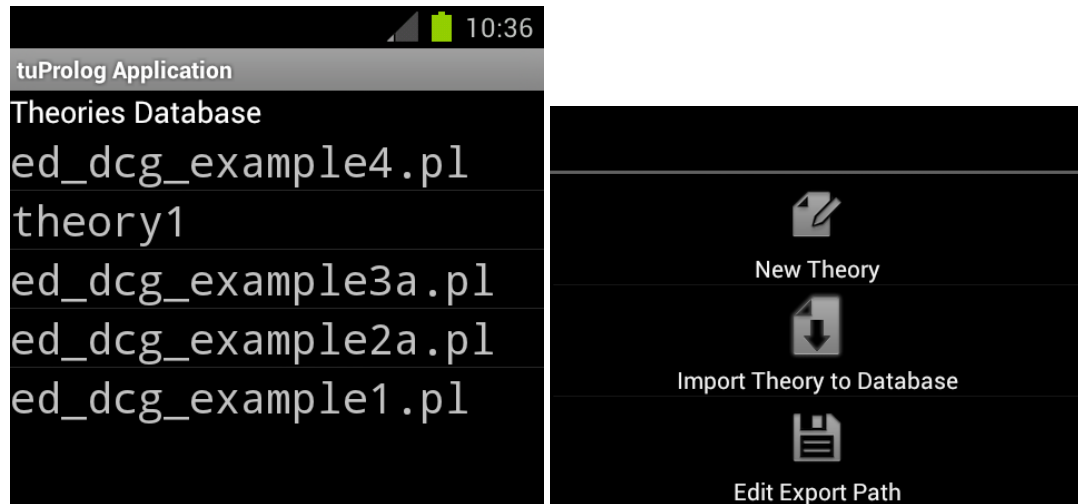 10:36
tuProlog Application
Theories Database
ed_dcg_example4.pl
theory1
ed_dcg_example3a.pl
ed_dcg_example2a.pl
ed_dcg_example1.pl
New Theory
Import Theory to Database
Edit Export Path